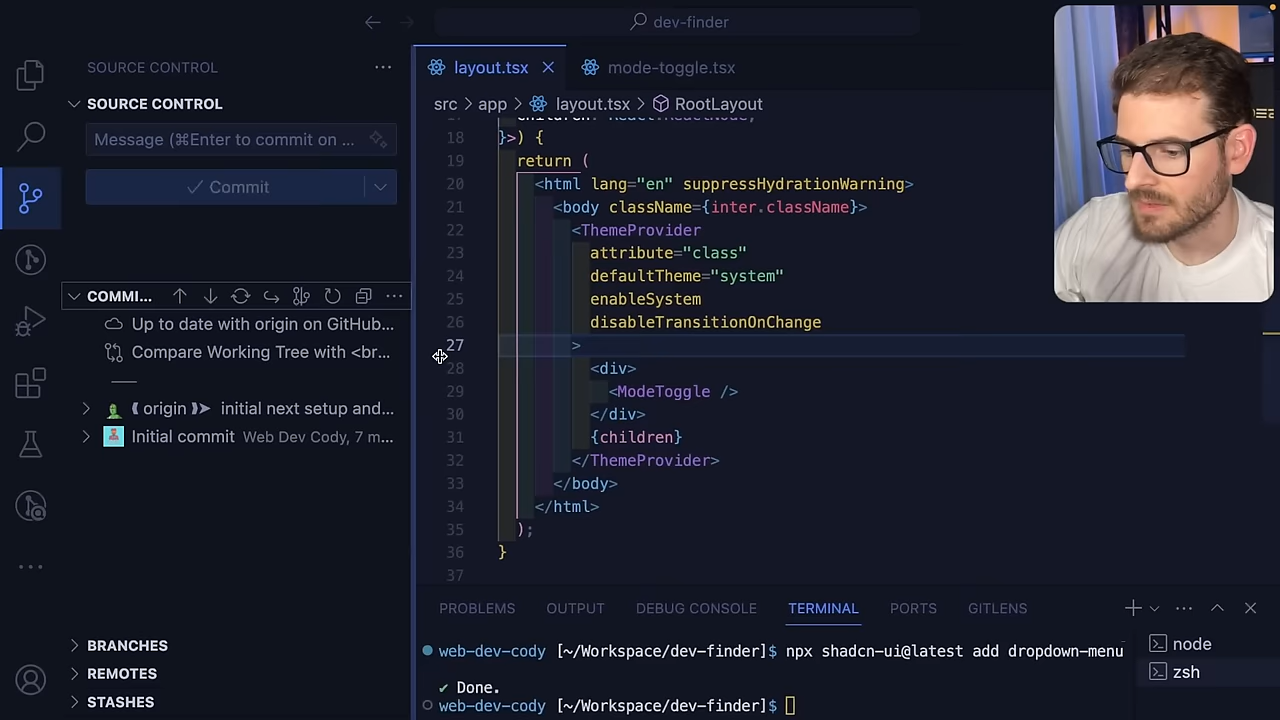 dev-finder
SOURCE CONTROL
SOURCE CONTROL
Message (⌘Enter to commit on ...
Commit
COMMI...
Up to date with origin on GitHub...
Compare Working Tree with <br...
origin initial next setup and...
Initial commit Web Dev Cody, 7 m...
BRANCHES
REMOTES
STASHES
layout.tsx
mode-toggle.tsx
src > app > layout.tsx > RootLayout
17 children: React.ReactNode;
18 }>) {
19 return (
20 <html lang="en" suppressHydrationWarning>
21 <body className={inter.className}>
22 <ThemeProvider
23 attribute="class"
24 defaultTheme="system"
25 enableSystem
26 disableTransitionOnChange
27 >
28 <div>
29 <ModeToggle />
30 </div>
31 {children}
32 </ThemeProvider>
33 </body>
34 </html>
35 );
36 }
37
PROBLEMS OUTPUT DEBUG CONSOLE TERMINAL PORTS GITLENS
web-dev-cody [~/Workspace/dev-finder]$ npx shadcn-ui@latest add dropdown-menu
✔ Done.
web-dev-cody [~/Workspace/dev-finder]$
node
zsh